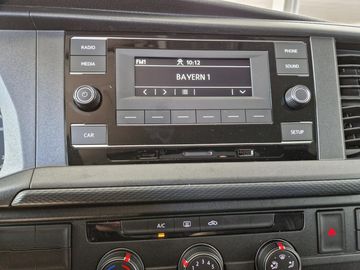 RADIO
MEDIA
FM1 10:12
BAYERN 1
PHONE
SOUND
CAR
SETUP
A/C